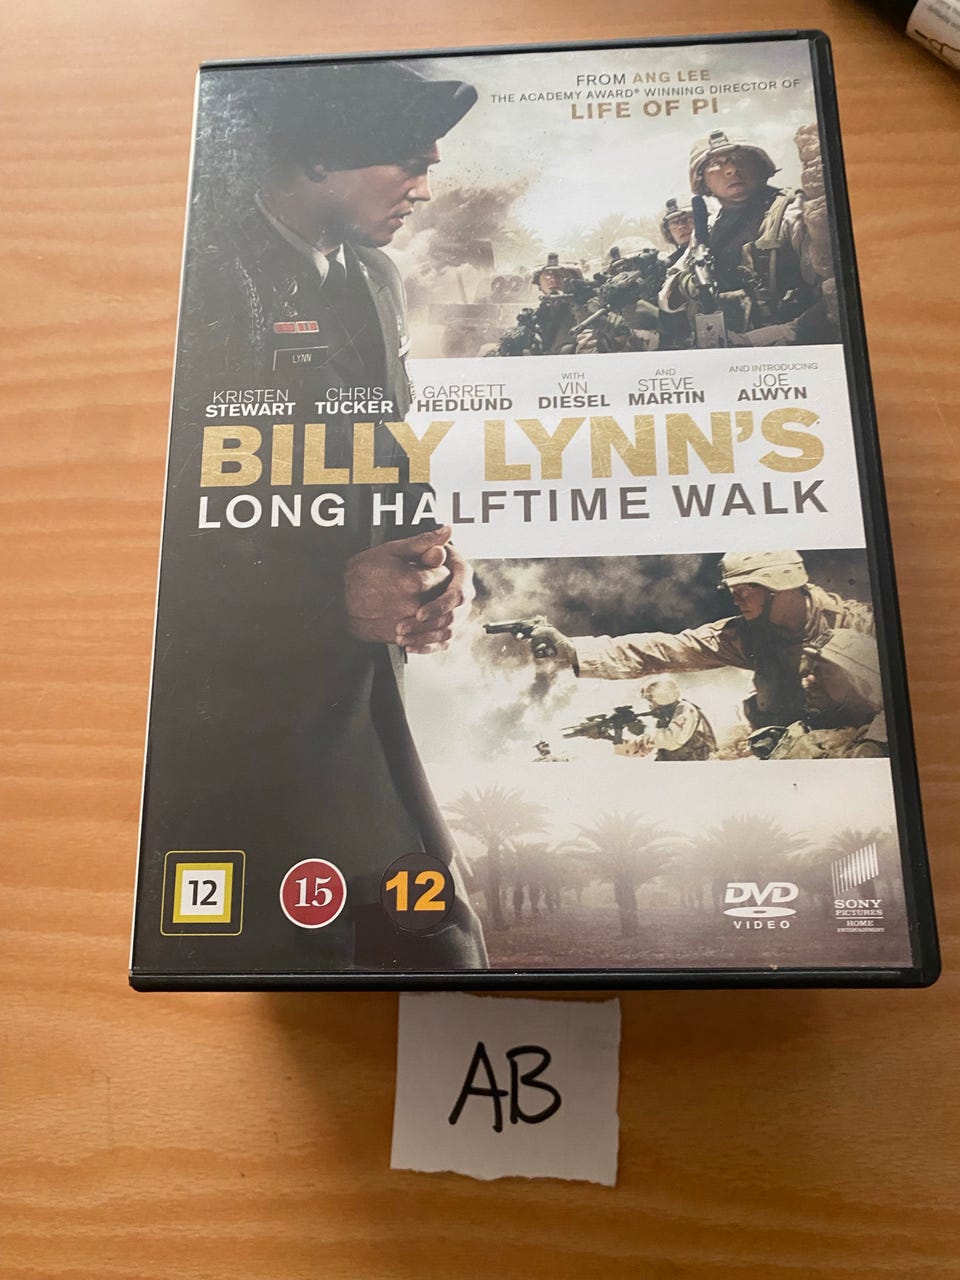 FROM ANG LEE
THE ACADEMY AWARD® WINNING DIRECTOR OF
LIFE OF PI
LYNN
KRISTEN STEWART
CHRIS TUCKER
GARRETT HEDLUND
WITH VIN DIESEL
AND STEVE MARTIN
AND INTRODUCING JOE ALWYN
BILLY LYNN'S
LONG HALFTIME WALK
12
15
12
DVD
VIDEO
SONY
PICTURES
HOME
ENTERTAINMENT
AB